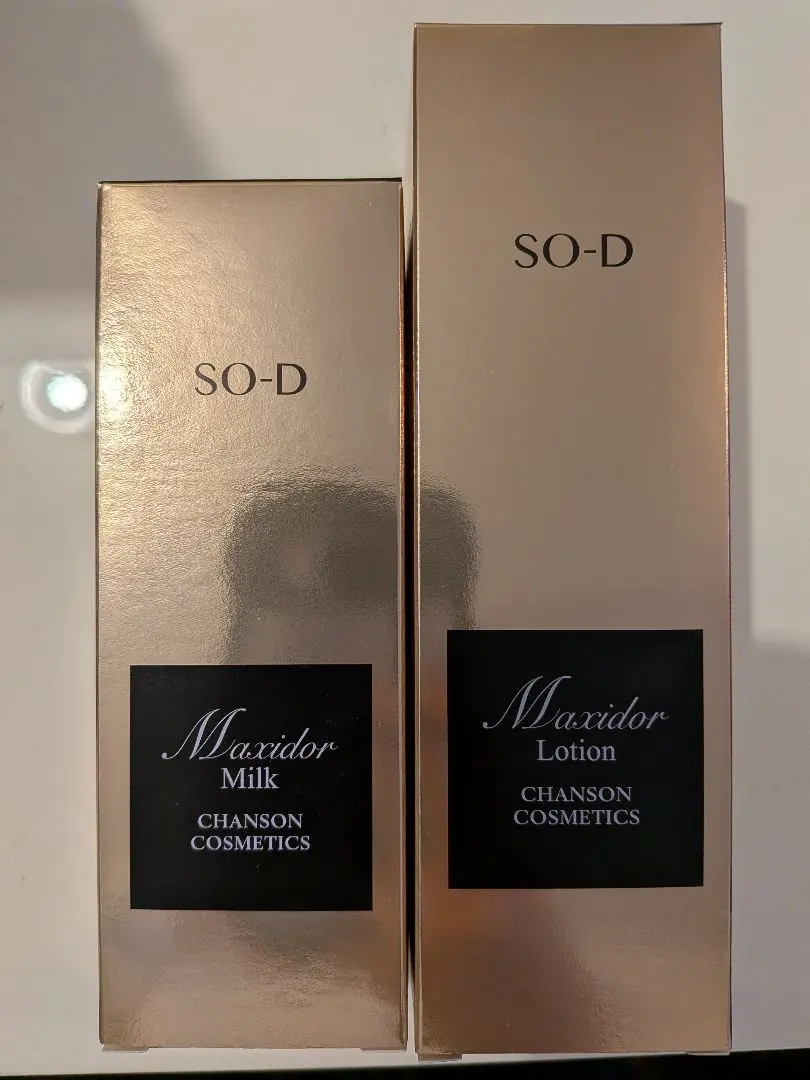 SO-D
Maxidor
Milk
CHANSON
COSMETICS
SO-D
Maxidor
Lotion
CHANSON
COSMETICS